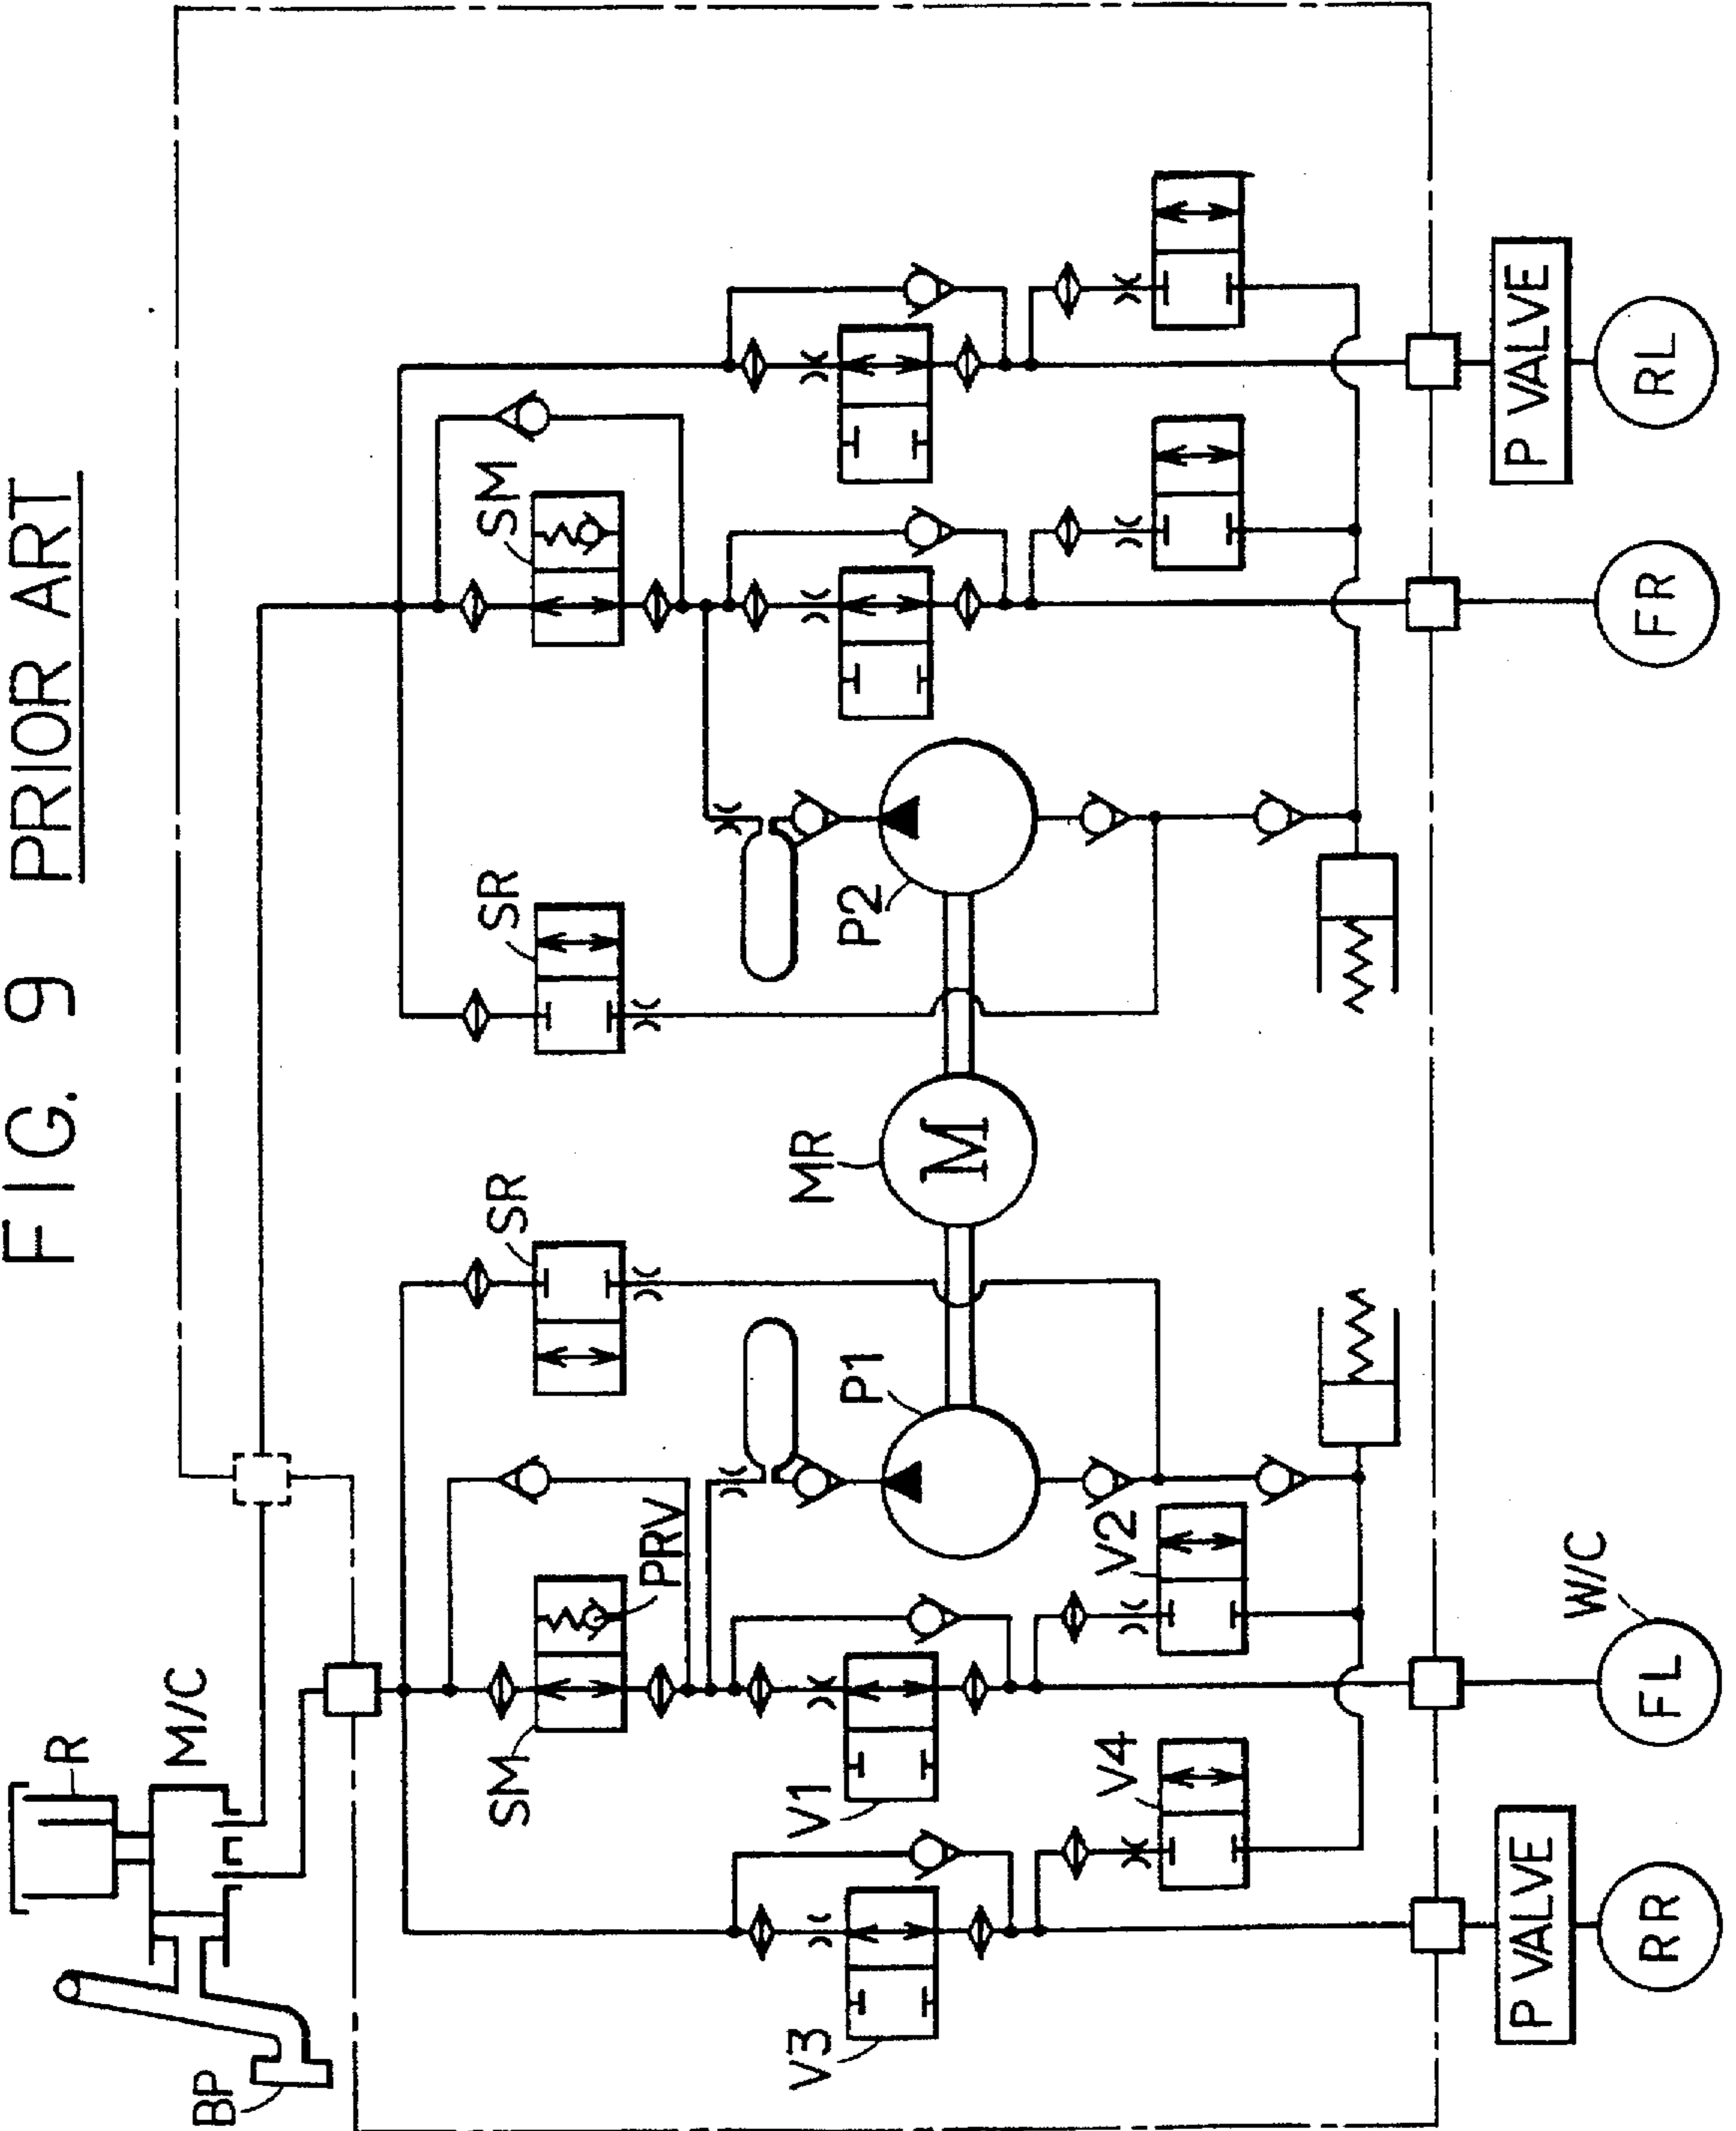 FIG. 9 PRIOR ART
BP
R
M/C
SM
PRV
SR
SR
SM
V3
V1
V4
V2
P1
MR
M
P2
P VALVE
RR
FL
W/C
FR
P VALVE
RL